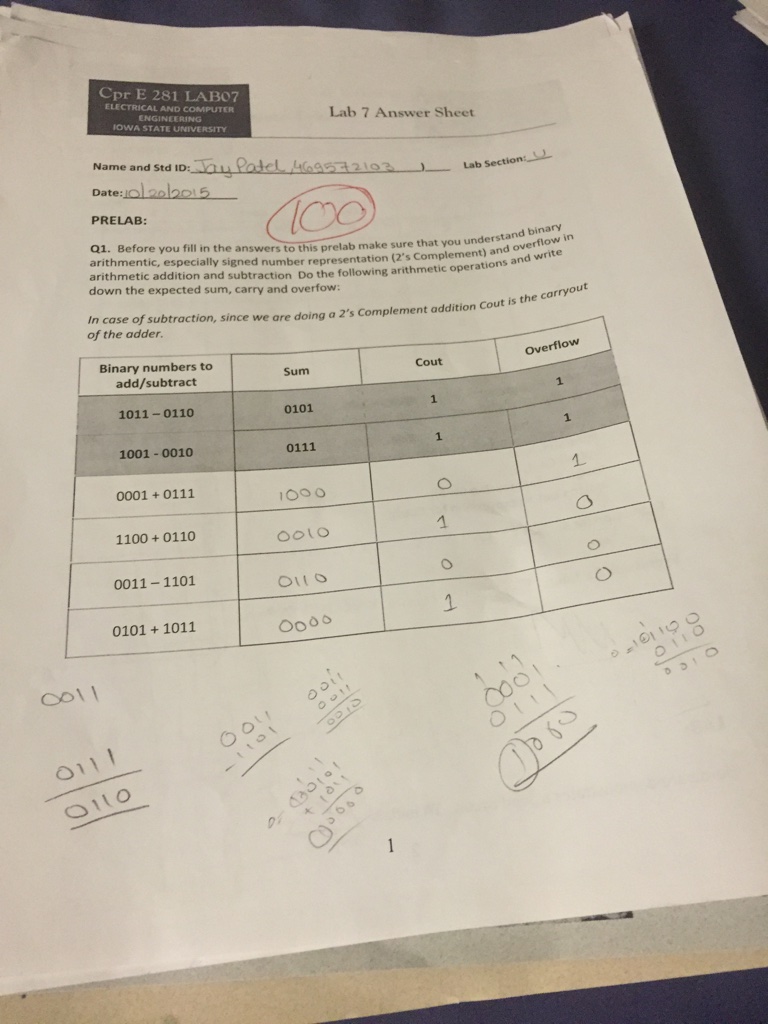 Cpr E 281 LAB07
ELECTRICAL AND COMPUTER
ENGINEERING
IOWA STATE UNIVERSITY
Lab 7 Answer Sheet
Name and Std ID: Jay Patel / 469572103
Lab Section: U
Date: 10/20/2015
100
PRELAB:
Q1. Before you fill in the answers to this prelab make sure that you understand binary
arithmentic, especially signed number representation (2's Complement) and overflow in
arithmetic addition and subtraction Do the following arithmetic operations and write
down the expected sum, carry and overfow:
In case of subtraction, since we are doing a 2's Complement addition Cout is the carryout
of the adder.
Binary numbers to add/subtract Sum Cout Overflow
1011 – 0110 0101 1 1
1001 - 0010 0111 1 1
0001 + 0111 1000 0 1
1100 + 0110 0010 1 0
0011 – 1101 0110 0 0
0101 + 1011 0000 1 0
0011
0111
0110
0011
-1101
0011
0011
0010
0001
0111
0110
0010
+ 1011
0000
1